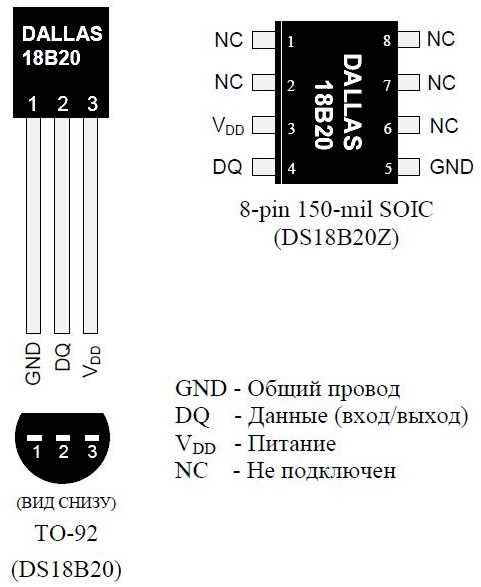 DALLAS
18B20
1 2 3
GND DQ VDD
1 2 3
(ВИД СНИЗУ)
TO-92
(DS18B20)
NC 1 8 NC
NC 2 7 NC
VDD 3 6 NC
DQ 4 5 GND
DALLAS
18B20
8-pin 150-mil SOIC
(DS18B20Z)
GND - Общий провод
DQ - Данные (вход/выход)
VDD - Питание
NC - Не подключен